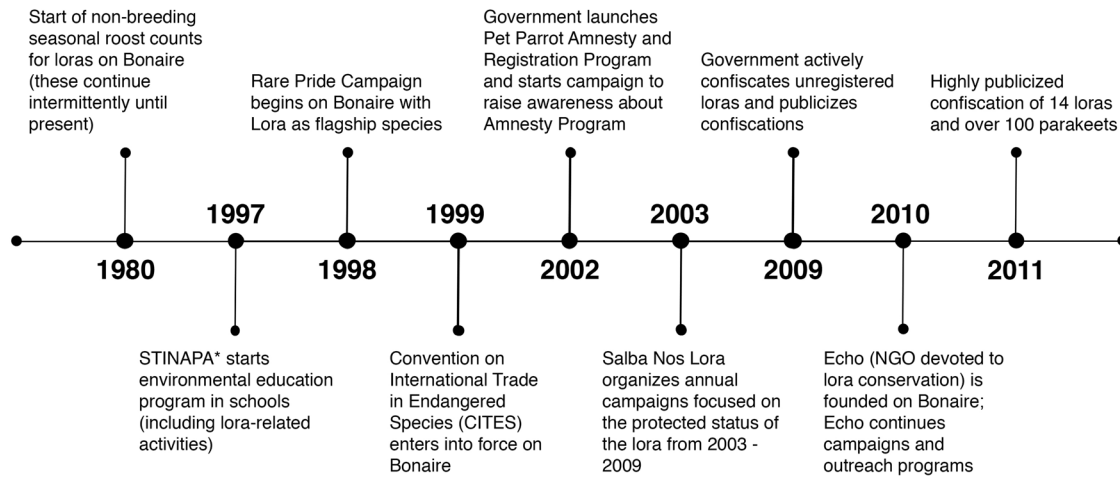 Start of non-breeding
seasonal roost counts
for loras on Bonaire
(these continue
intermittently until
present)
Rare Pride Campaign
begins on Bonaire with
Lora as flagship species
Government launches
Pet Parrot Amnesty and
Registration Program
and starts campaign to
raise awareness about
Amnesty Program
Government actively
confiscates unregistered
loras and publicizes
confiscations
Highly publicized
confiscation of 14 loras
and over 100 parakeets
1997
1999
2003
2010
1980
1998
2002
2009
2011
STINAPA* starts
environmental education
program in schools
(including lora-related
activities)
Convention on
International Trade
in Endangered
Species (CITES)
enters into force on
Bonaire
Salba Nos Lora
organizes annual
campaigns focused on
the protected status of
the lora from 2003 -
2009
Echo (NGO devoted to
lora conservation) is
founded on Bonaire;
Echo continues
campaigns and
outreach programs